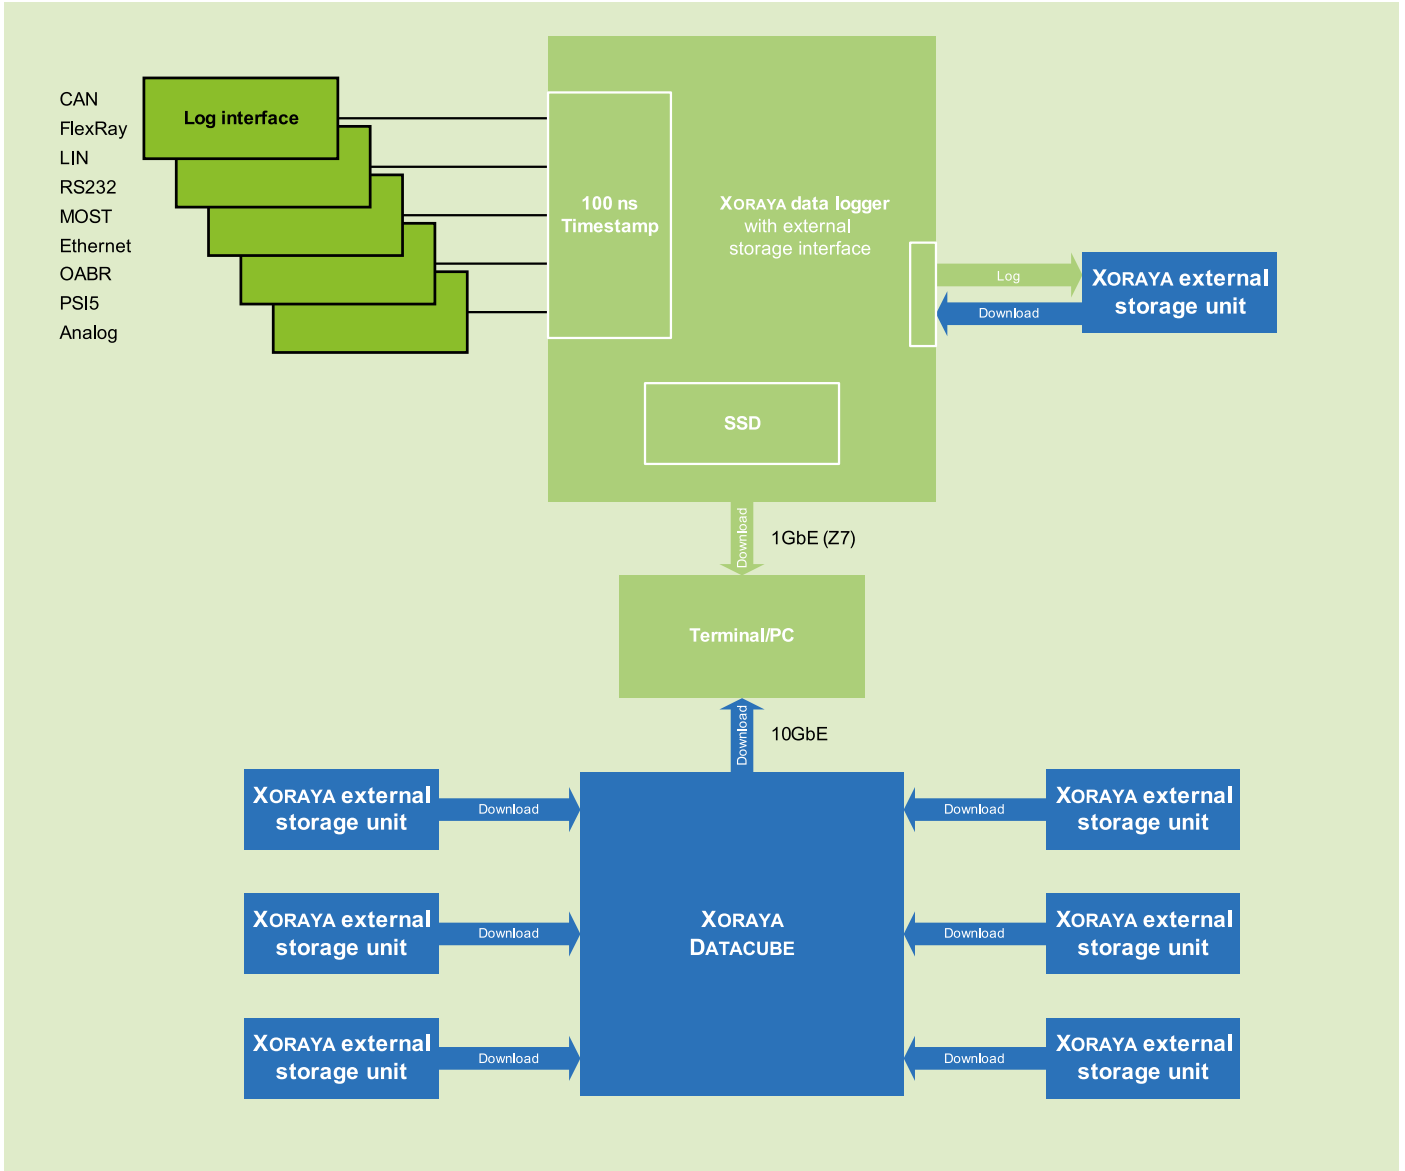 CAN
FlexRay
LIN
RS232
MOST
Ethernet
OABR
PSI5
Analog
Log interface
100 ns
Timestamp
XORAYA data logger
with external
storage interface
Log
Download
XORAYA external
storage unit
SSD
Download
1GbE (Z7)
Terminal/PC
Download
10GbE
XORAYA external
storage unit
Download
XORAYA external
storage unit
Download
XORAYA external
storage unit
Download
XORAYA
DATACUBE
Download
XORAYA external
storage unit
Download
XORAYA external
storage unit
Download
XORAYA external
storage unit